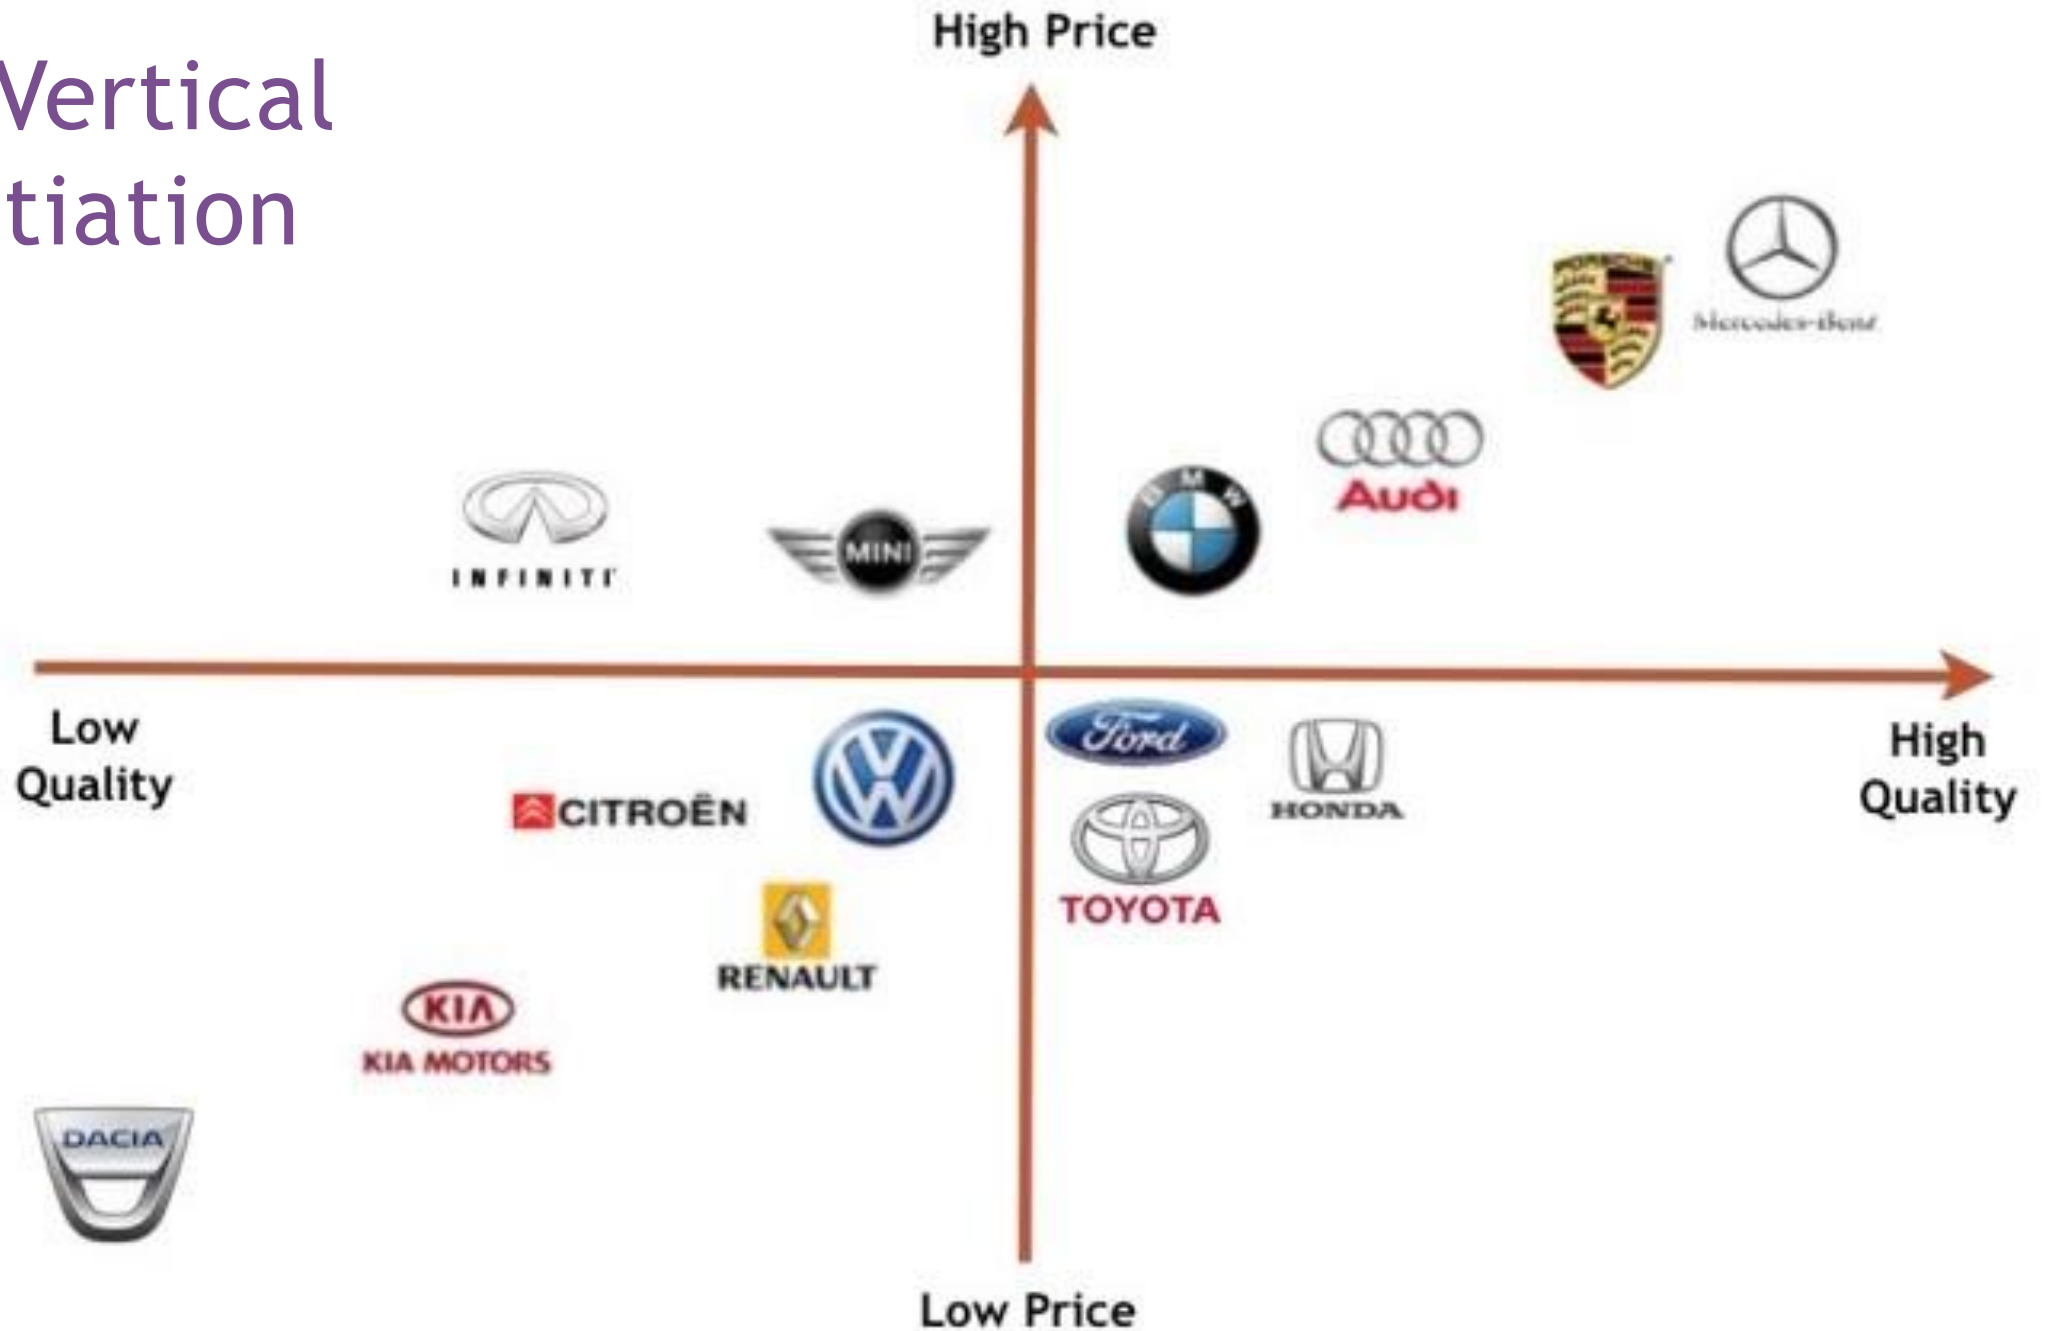 High Price
Vertical
tiation
PORSCHE
Mercedes-Benz
Audi
BMW
INFINITI
MINI
Low
Quality
High
Quality
Ford
HONDA
CITROËN
TOYOTA
RENAULT
KIA
KIA MOTORS
DACIA
Low Price